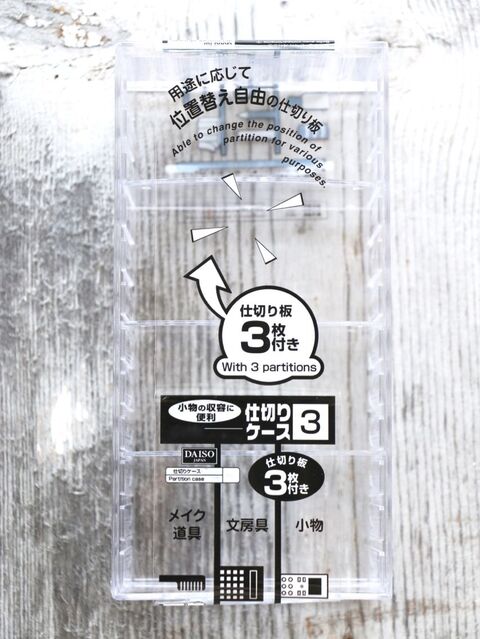 用途に応じて
位置替え自由の仕切り板
Able to change the position of
partition for various
purposes.
仕切り板
3枚付き
With 3 partitions
小物の収容に
便利
仕切り
ケース 3
DAISO
JAPAN
仕切りケース
Partition case
仕切り板
3枚付き
メイク
道具
文房具
小物